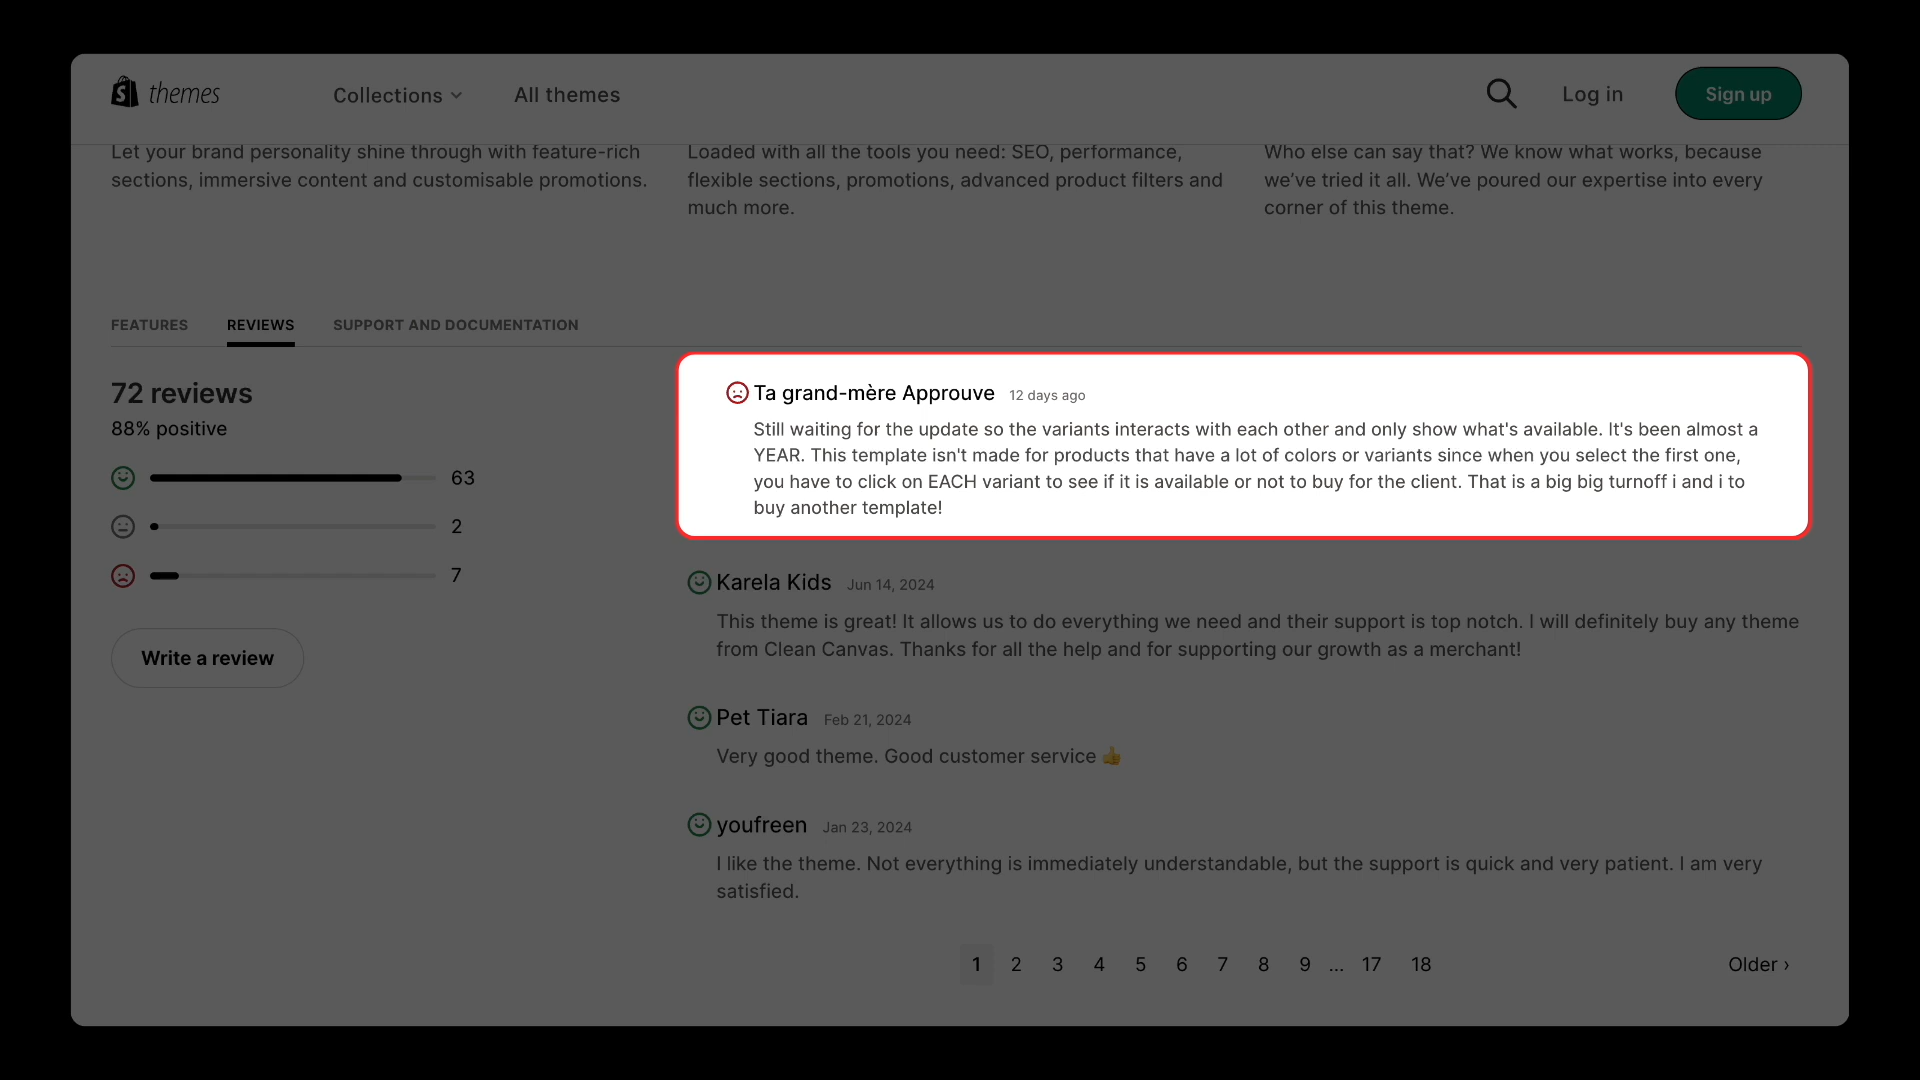 themes
Collections
All themes
Log in
Sign up
Let your brand personality shine through with feature-rich
sections, immersive content and customisable promotions.
Loaded with all the tools you need: SEO, performance,
flexible sections, promotions, advanced product filters and
much more.
Who else can say that? We know what works, because
we’ve tried it all. We’ve poured our expertise into every
corner of this theme.
FEATURES
REVIEWS
SUPPORT AND DOCUMENTATION
72 reviews
88% positive
63
2
7
Write a review
Ta grand-mère Approuve 12 days ago
Still waiting for the update so the variants interacts with each other and only show what's available. It's been almost a
YEAR. This template isn't made for products that have a lot of colors or variants since when you select the first one,
you have to click on EACH variant to see if it is available or not to buy for the client. That is a big big turnoff i and i to
buy another template!
Karela Kids Jun 14, 2024
This theme is great! It allows us to do everything we need and their support is top notch. I will definitely buy any theme
from Clean Canvas. Thanks for all the help and for supporting our growth as a merchant!
Pet Tiara Feb 21, 2024
Very good theme. Good customer service 👍
youfreen Jan 23, 2024
I like the theme. Not everything is immediately understandable, but the support is quick and very patient. I am very
satisfied.
1 2 3 4 5 6 7 8 9 ... 17 18
Older ›